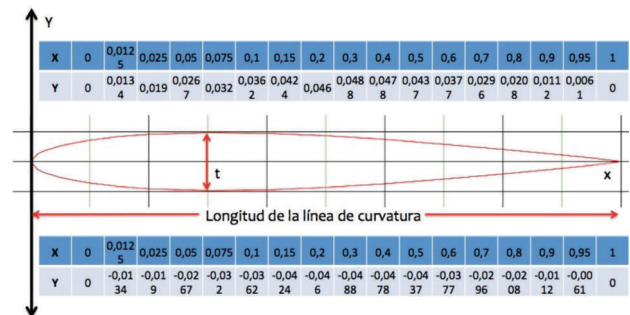 Y
X 0 0,0125 0,025 0,05 0,075 0,1 0,15 0,2 0,3 0,4 0,5 0,6 0,7 0,8 0,9 0,95 1
Y 0 0,0134 0,019 0,0267 0,032 0,0362 0,0424 0,046 0,0488 0,0478 0,0437 0,0377 0,0296 0,0208 0,0112 0,0061 0
t
X
Longitud de la línea de curvatura
X 0 0,0125 0,025 0,05 0,075 0,1 0,15 0,2 0,3 0,4 0,5 0,6 0,7 0,8 0,9 0,95 1
Y 0 -0,0134 -0,019 -0,0267 -0,032 -0,0362 -0,0424 -0,046 -0,0488 -0,0478 -0,0437 -0,0377 -0,0296 -0,0208 -0,0112 -0,0061 0